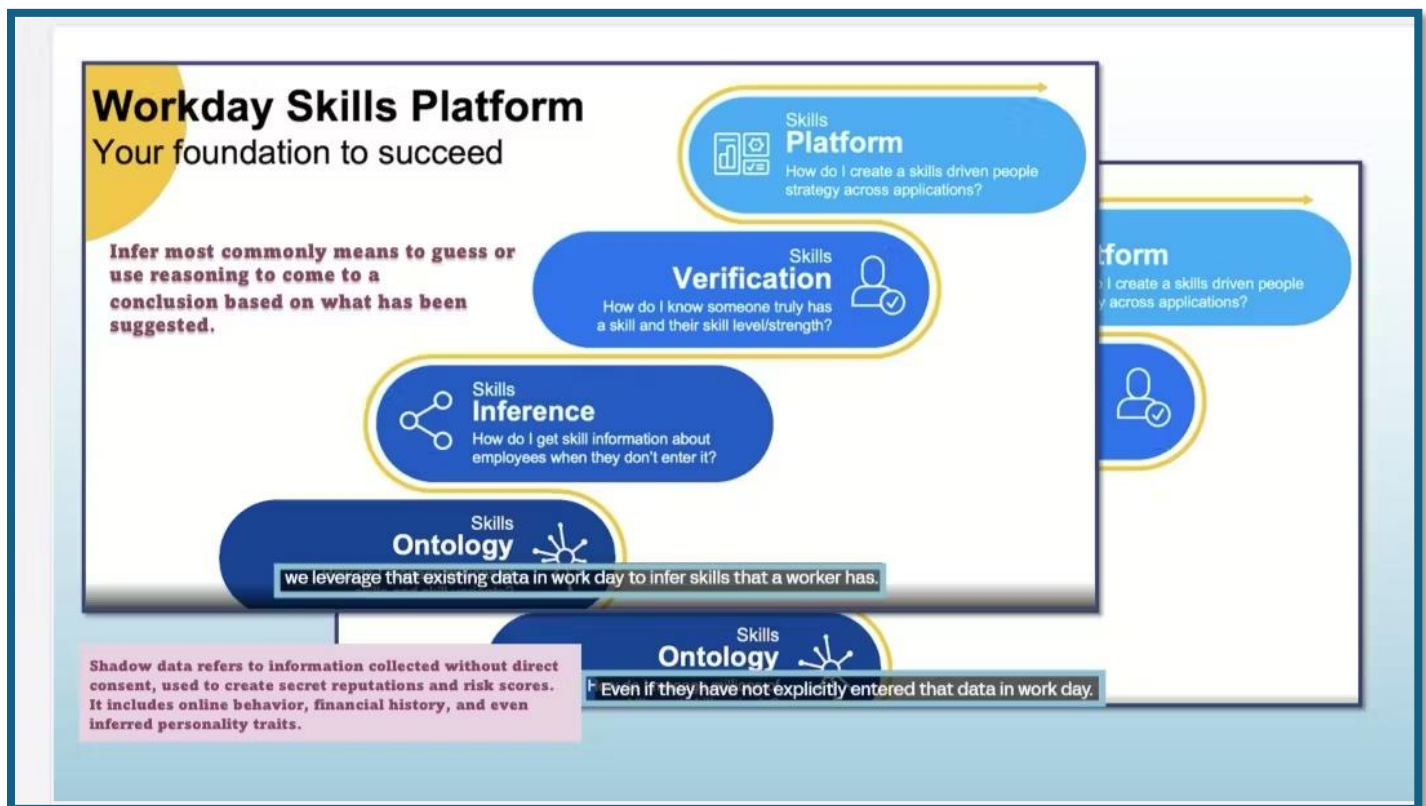 Workday Skills Platform
Your foundation to succeed
Skills
Platform
How do I create a skills driven people
strategy across applications?
Infer most commonly means to guess or
use reasoning to come to a
conclusion based on what has been
suggested.
Skills
Verification
How do I know someone truly has
a skill and their skill level/strength?
Skills
Inference
How do I get skill information about
employees when they don't enter it?
Skills
Ontology
we leverage that existing data in work day to infer skills that a worker has.
tform
I create a skills driven people
across applications?
Skills
Ontology
Even if they have not explicitly entered that data in work day.
Shadow data refers to information collected without direct
consent, used to create secret reputations and risk scores.
It includes online behavior, financial history, and even
inferred personality traits.